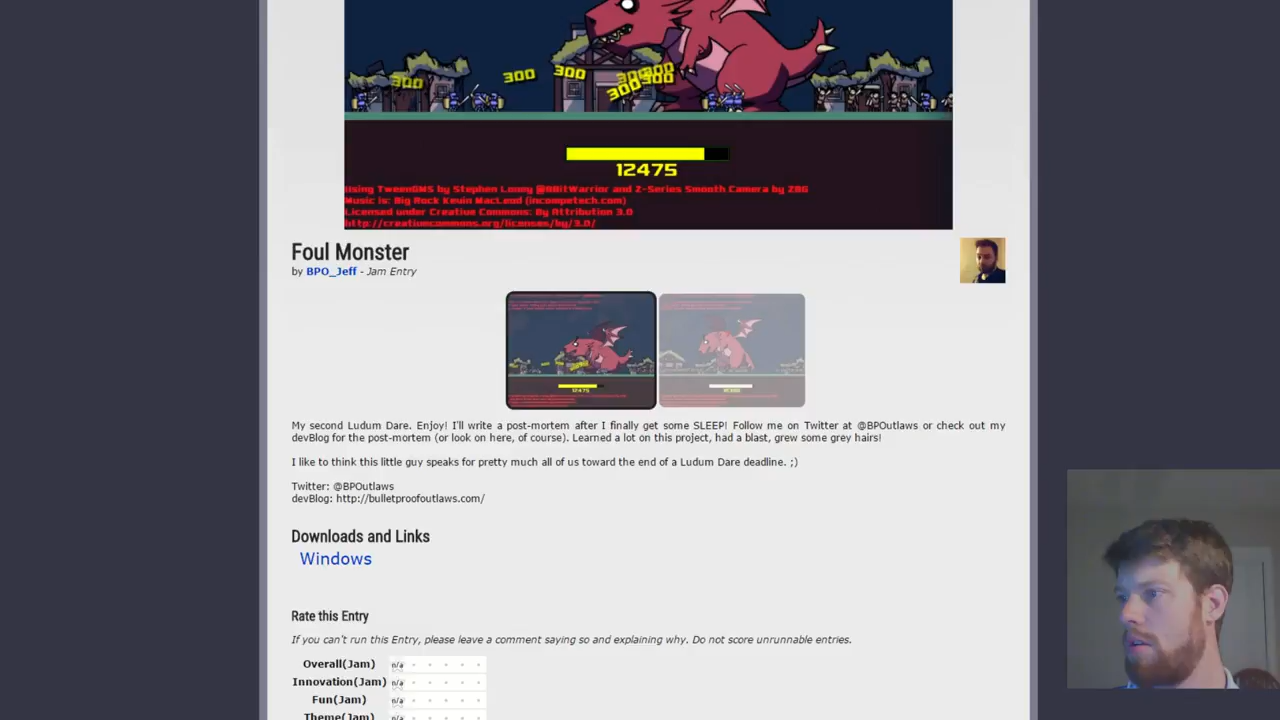 300
300
300
300
12475
Using TweenGMS by Stephen Loney @8BitWarrior and Z-Series Smooth Camera by ZBG
Music is: Big Rock Kevin MacLeod (incompetech.com)
Licensed under Creative Commons: By Attribution 3.0
http://creativecommons.org/licenses/by/3.0/
Foul Monster
by BPO_Jeff - Jam Entry
12475
My second Ludum Dare. Enjoy! I'll write a post-mortem after I finally get some SLEEP! Follow me on Twitter at @BPOutlaws or check out my
devBlog for the post-mortem (or look on here, of course). Learned a lot on this project, had a blast, grew some grey hairs!
I like to think this little guy speaks for pretty much all of us toward the end of a Ludum Dare deadline. ;)
Twitter: @BPOutlaws
devBlog: http://bulletproofoutlaws.com/
Downloads and Links
Windows
Rate this Entry
If you can't run this Entry, please leave a comment saying so and explaining why. Do not score unrunnable entries.
Overall(Jam) n/a
Innovation(Jam) n/a
Fun(Jam) n/a
Theme(Jam)